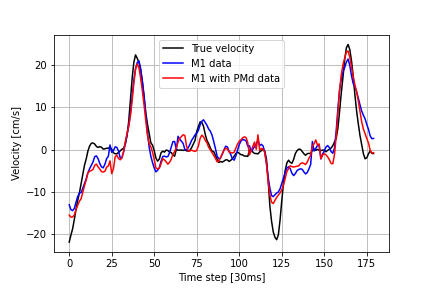 True velocity
M1 data
M1 with PMd data
Velocity [cm/s]
20
10
0
−10
−20
0 25 50 75 100 125 150 175
Time step [30ms]